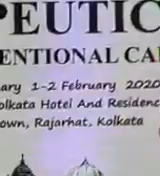 PEUTIC
ENTIONAL CA
ary 1-2 February 2020
olkata Hotel And Residenc
own, Rajarhat, Kolkata